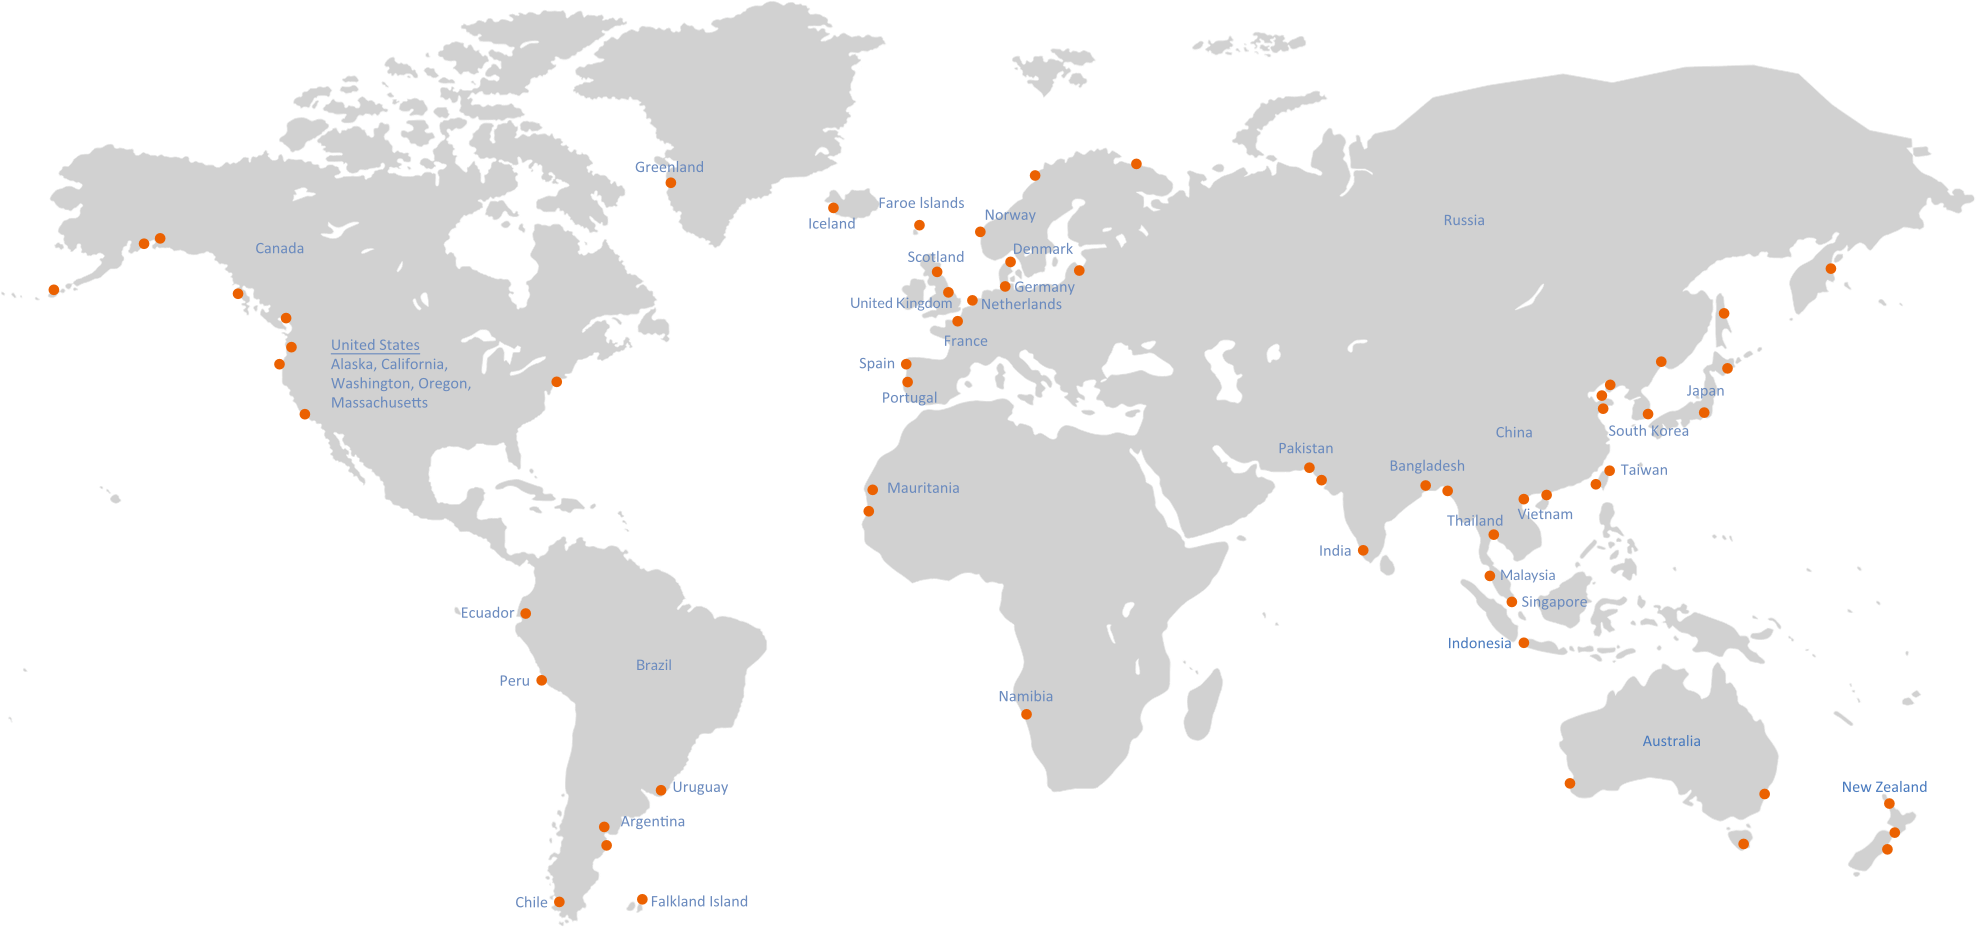 Greenland
Faroe Islands
Iceland
Norway
Russia
Canada
Denmark
Scotland
Germany
United Kingdom
Netherlands
France
United States
Alaska, California,
Washington, Oregon,
Massachusetts
Spain
Portugal
Japan
South Korea
China
Pakistan
Bangladesh
Taiwan
Mauritania
Vietnam
Thailand
India
Malaysia
Singapore
Ecuador
Indonesia
Brazil
Peru
Namibia
Australia
Uruguay
New Zealand
Argentina
Chile
Falkland Island